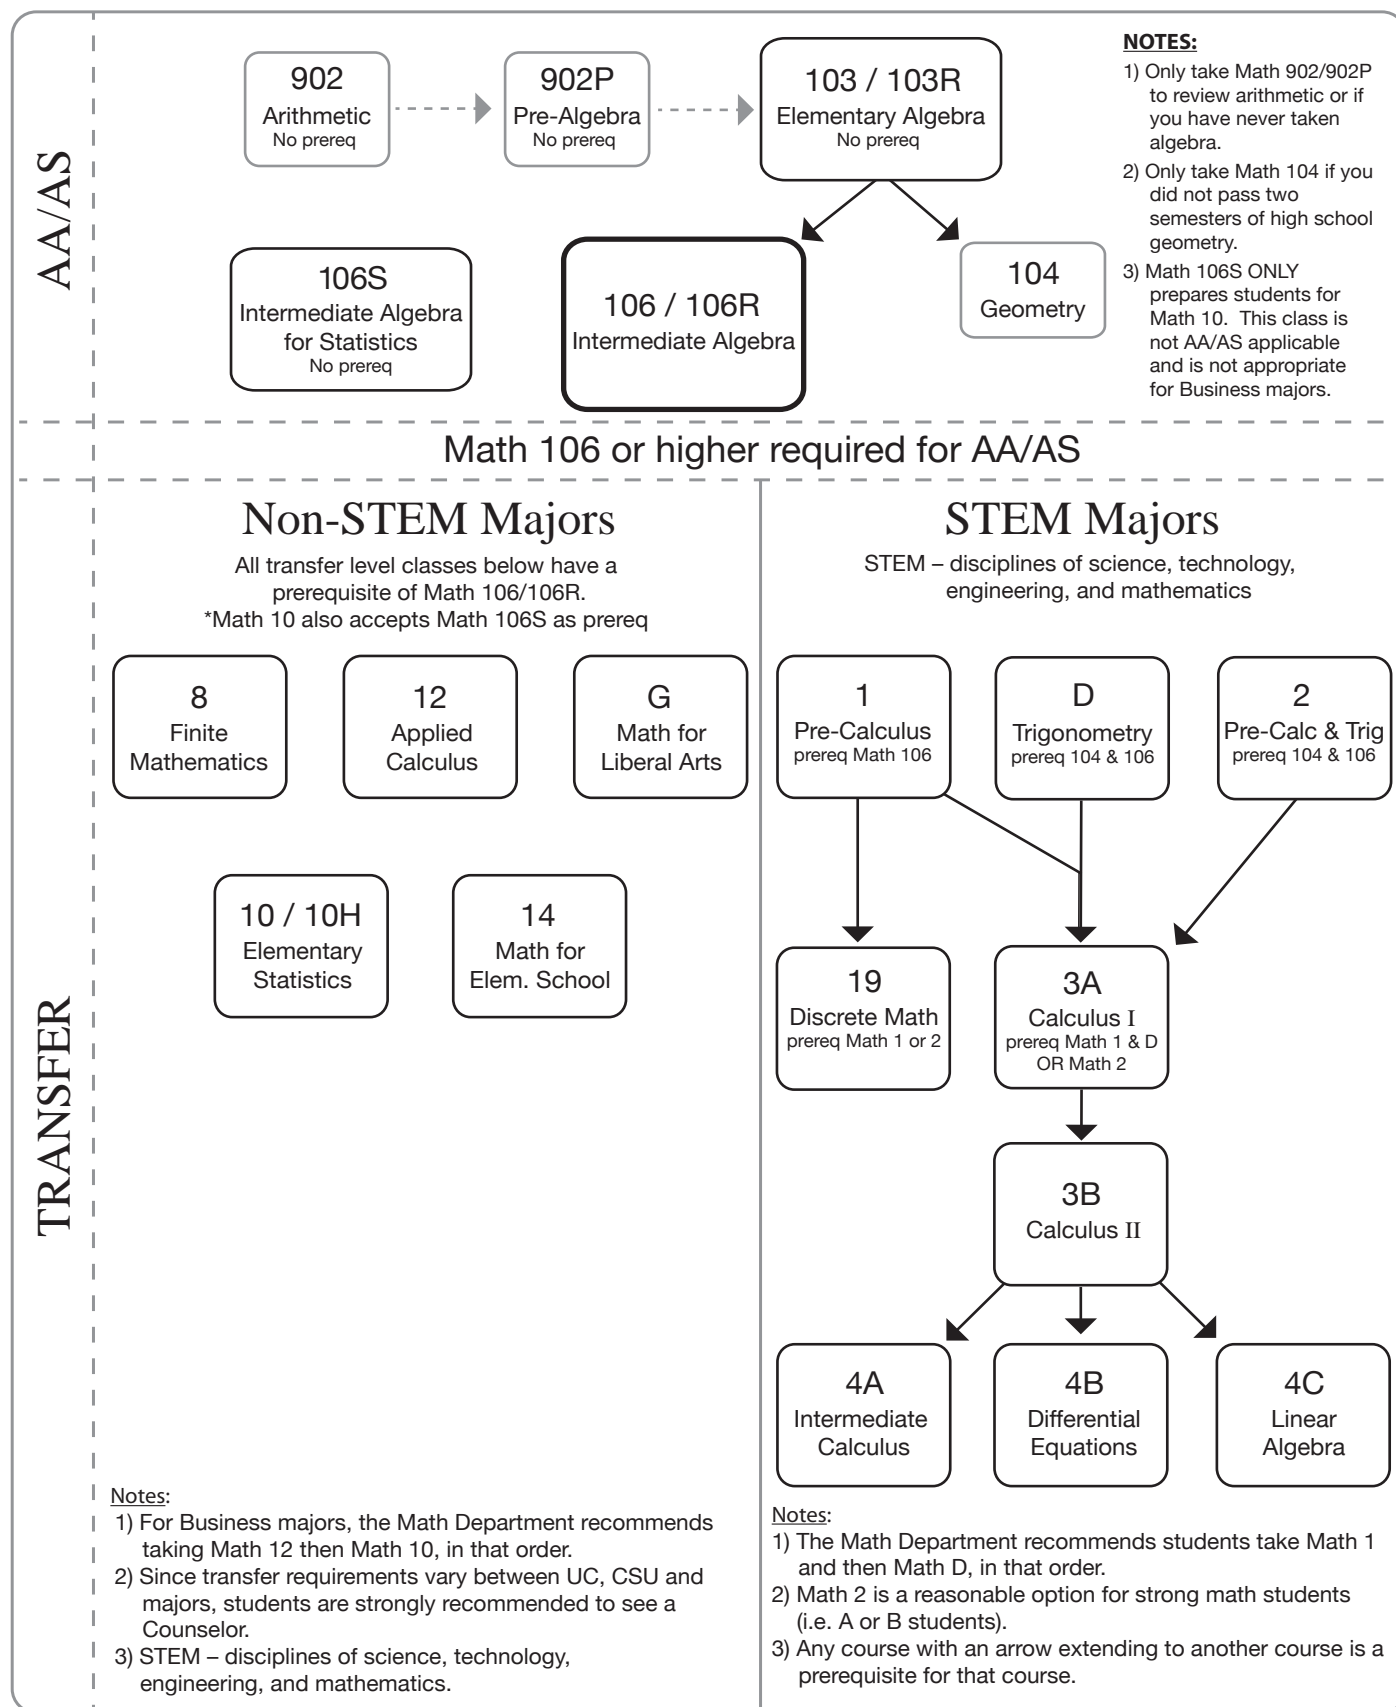 AA/AS
902
Arithmetic
No prereq
902P
Pre-Algebra
No prereq
103 / 103R
Elementary Algebra
No prereq
106S
Intermediate Algebra
for Statistics
No prereq
106 / 106R
Intermediate Algebra
104
Geometry
NOTES:
1) Only take Math 902/902P
to review arithmetic or if
you have never taken
algebra.
2) Only take Math 104 if you
did not pass two
semesters of high school
geometry.
3) Math 106S ONLY
prepares students for
Math 10. This class is
not AA/AS applicable
and is not appropriate
for Business majors.
Math 106 or higher required for AA/AS
TRANSFER
Non-STEM Majors
All transfer level classes below have a
prerequisite of Math 106/106R.
*Math 10 also accepts Math 106S as prereq
8
Finite
Mathematics
12
Applied
Calculus
G
Math for
Liberal Arts
10 / 10H
Elementary
Statistics
14
Math for
Elem. School
Notes:
1) For Business majors, the Math Department recommends
taking Math 12 then Math 10, in that order.
2) Since transfer requirements vary between UC, CSU and
majors, students are strongly recommended to see a
Counselor.
3) STEM – disciplines of science, technology,
engineering, and mathematics.
STEM Majors
STEM – disciplines of science, technology,
engineering, and mathematics
1
Pre-Calculus
prereq Math 106
D
Trigonometry
prereq 104 & 106
2
Pre-Calc & Trig
prereq 104 & 106
19
Discrete Math
prereq Math 1 or 2
3A
Calculus I
prereq Math 1 & D
OR Math 2
3B
Calculus II
4A
Intermediate
Calculus
4B
Differential
Equations
4C
Linear
Algebra
Notes:
1) The Math Department recommends students take Math 1
and then Math D, in that order.
2) Math 2 is a reasonable option for strong math students
(i.e. A or B students).
3) Any course with an arrow extending to another course is a
prerequisite for that course.